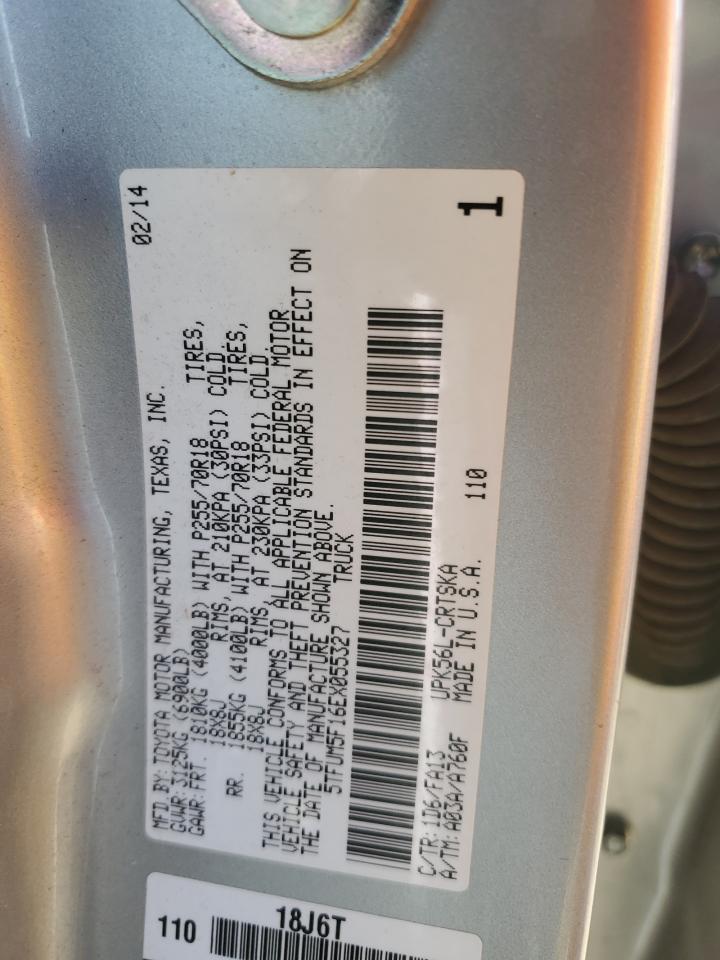 MFD.BY:TOYOTA MOTOR MANUFACTURING, TEXAS, INC. 02/14
GVWR:3125KG(6900LB)
GAWR:FRT. 1810KG (4000LB) WITH P255/70R18 TIRES,
18X8J RIMS, AT 210KPA (30PSI) COLD.
RR. 1855KG (4100LB) WITH P255/70R18 TIRES,
18X8J RIMS, AT 230KPA (33PSI) COLD.
THIS VEHICLE CONFORMS TO ALL APPLICABLE FEDERAL MOTOR
VEHICLE SAFETY AND THEFT PREVENTION STANDARDS IN EFFECT ON
THE DATE OF MANUFACTURE SHOWN ABOVE.
5TFUM5F16EX055327 TRUCK
C/TR:1D6/FA13 UPK56L-CRTSKA 110
A/TM:A03A/A760F MADE IN U.S.A. 1
110 18J6T